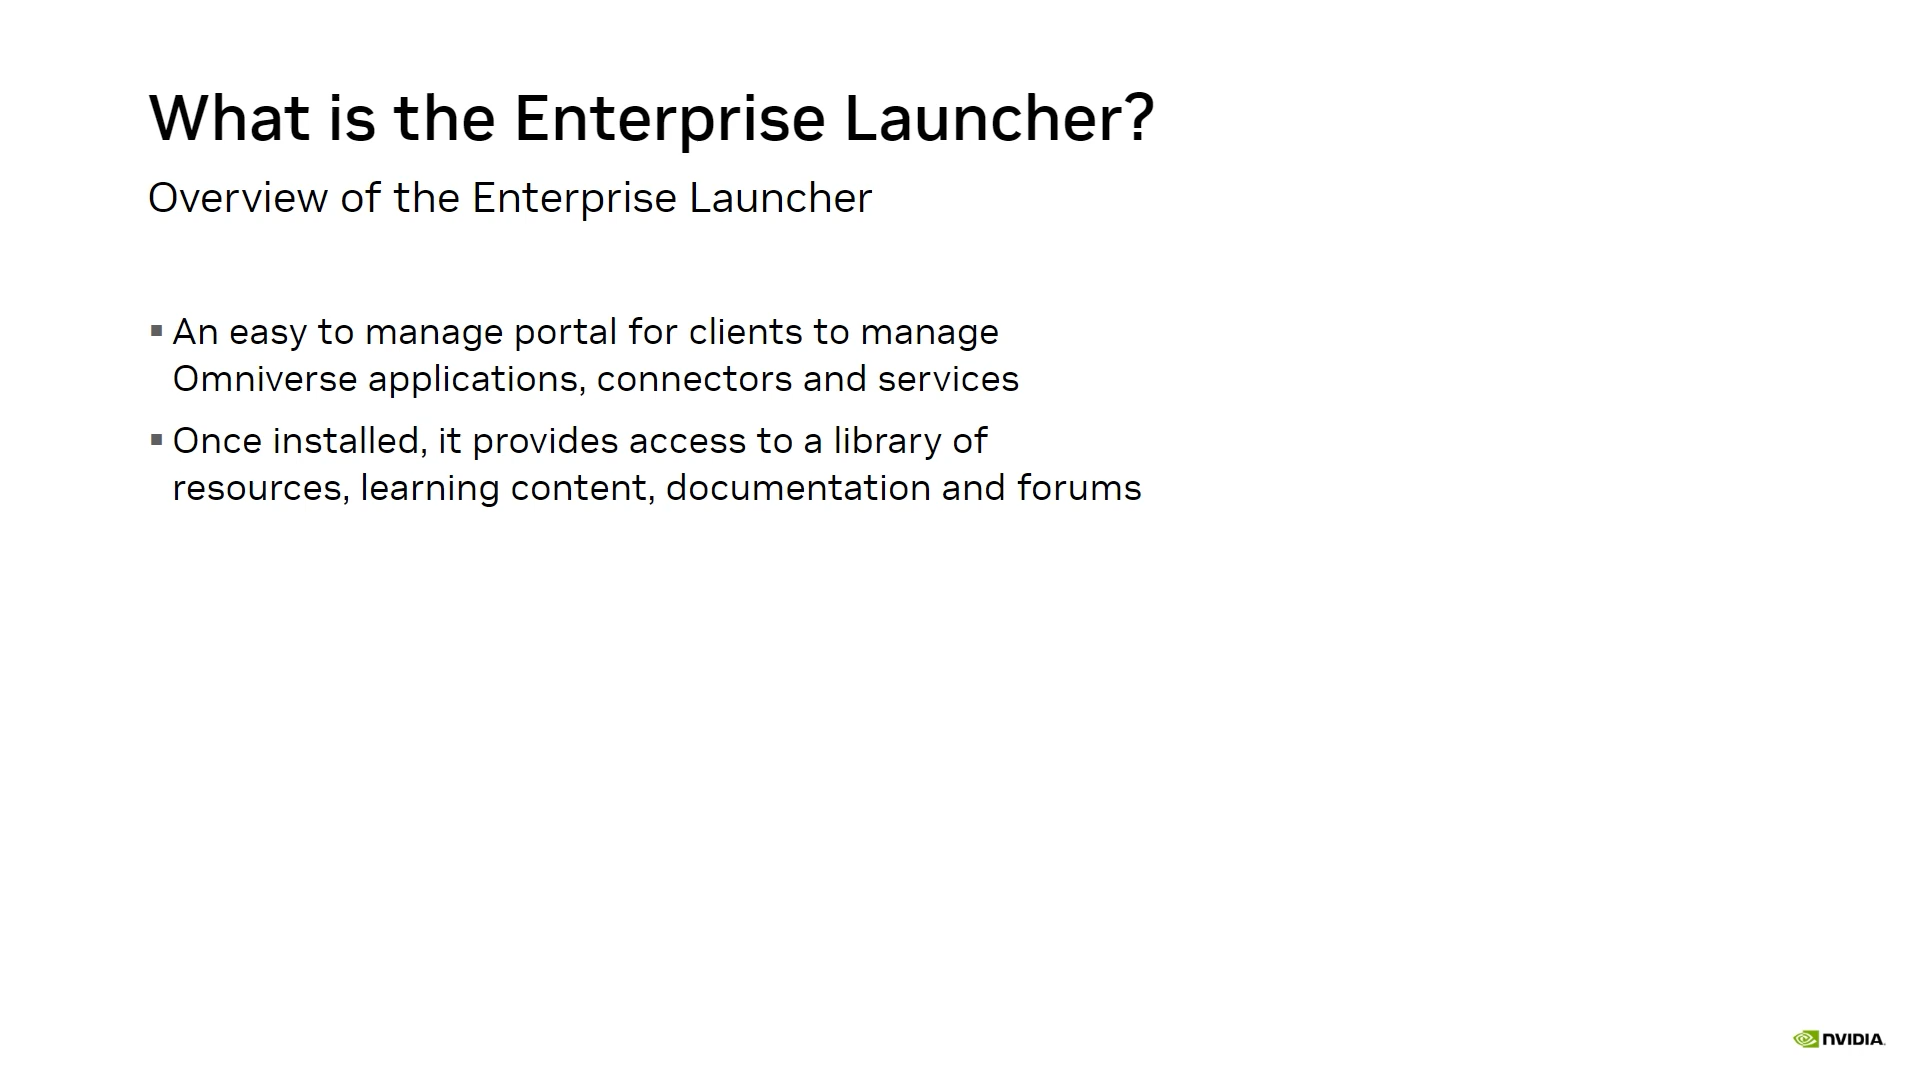 What is the Enterprise Launcher?
Overview of the Enterprise Launcher
▪ An easy to manage portal for clients to manage
Omniverse applications, connectors and services
▪ Once installed, it provides access to a library of
resources, learning content, documentation and forums
NVIDIA.